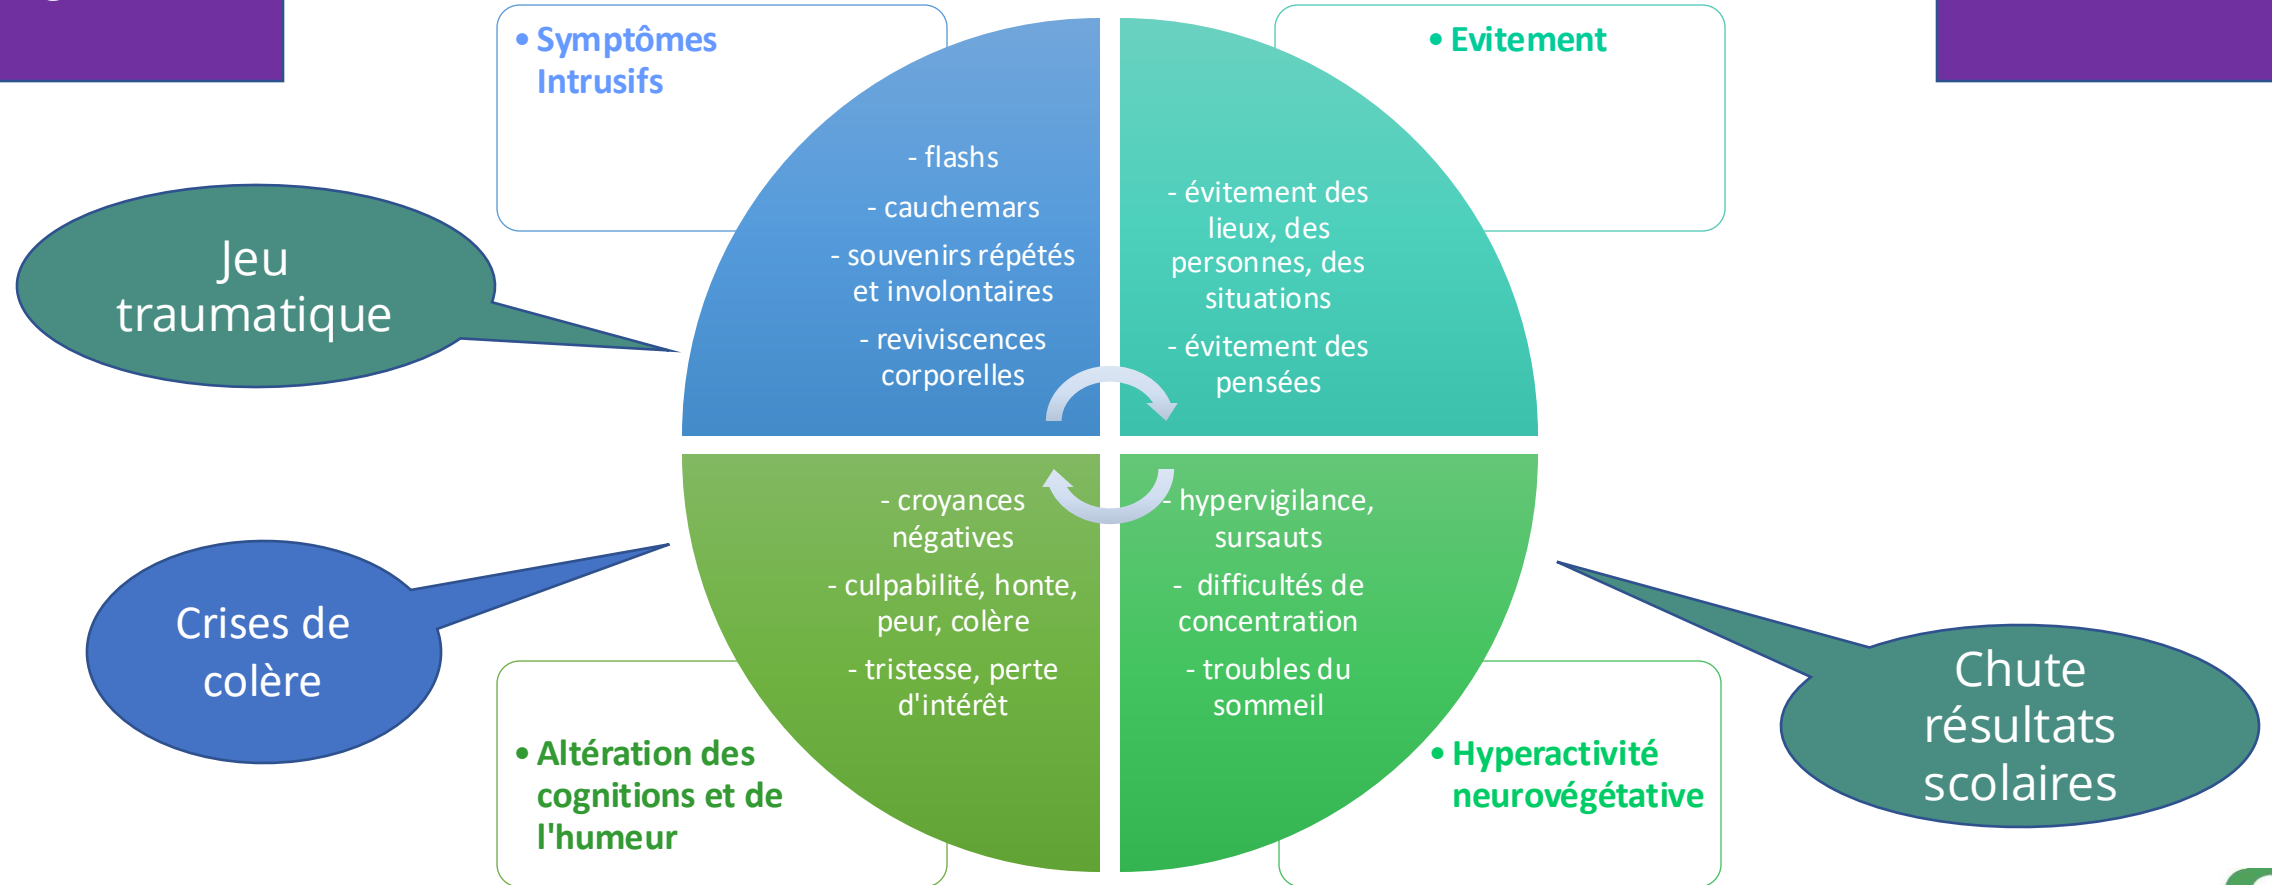 • Symptômes
Intrusifs
- flashs
- cauchemars
- souvenirs répétés
et involontaires
- reviviscences
corporelles
• Evitement
- évitement des
lieux, des
personnes, des
situations
- évitement des
pensées
Jeu
traumatique
Crises de
colère
- croyances
négatives
- culpabilité, honte,
peur, colère
- tristesse, perte
d'intérêt
• Altération des
cognitions et de
l'humeur
- hypervigilance,
sursauts
- difficultés de
concentration
- troubles du
sommeil
• Hyperactivité
neurovégétative
Chute
résultats
scolaires